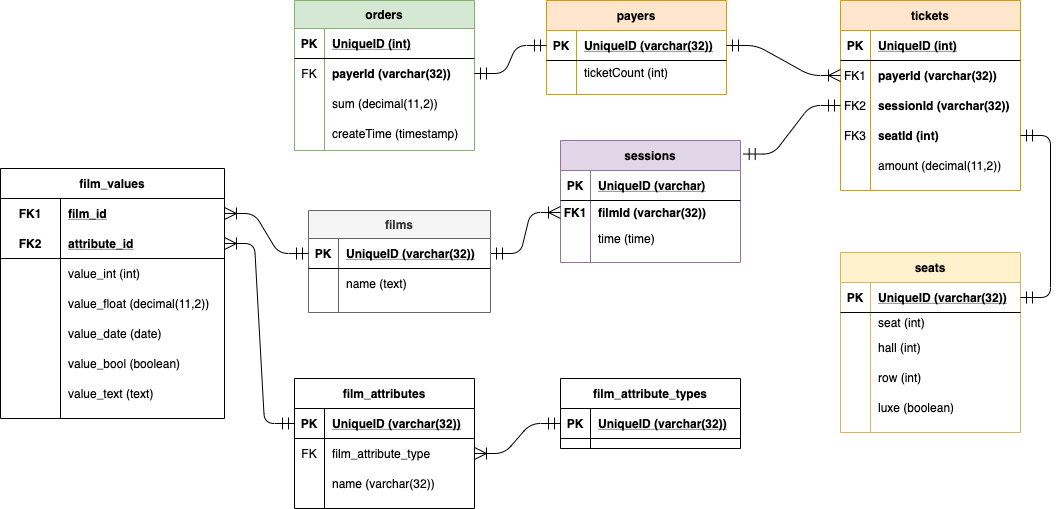 orders
PK UniqueID (int)
FK payerId (varchar(32))
sum (decimal(11,2))
createTime (timestamp)
payers
PK UniqueID (varchar(32))
ticketCount (int)
tickets
PK UniqueID (int)
FK1 payerId (varchar(32))
FK2 sessionId (varchar(32))
FK3 seatId (int)
amount (decimal(11,2))
sessions
PK UniqueID (varchar)
FK1 filmId (varchar(32))
time (time)
film_values
FK1 film_id
FK2 attribute_id
value_int (int)
value_float (decimal(11,2))
value_date (date)
value_bool (boolean)
value_text (text)
films
PK UniqueID (varchar(32))
name (text)
seats
PK UniqueID (varchar(32))
seat (int)
hall (int)
row (int)
luxe (boolean)
film_attributes
PK UniqueID (varchar(32))
FK film_attribute_type
name (varchar(32))
film_attribute_types
PK UniqueID (varchar(32))